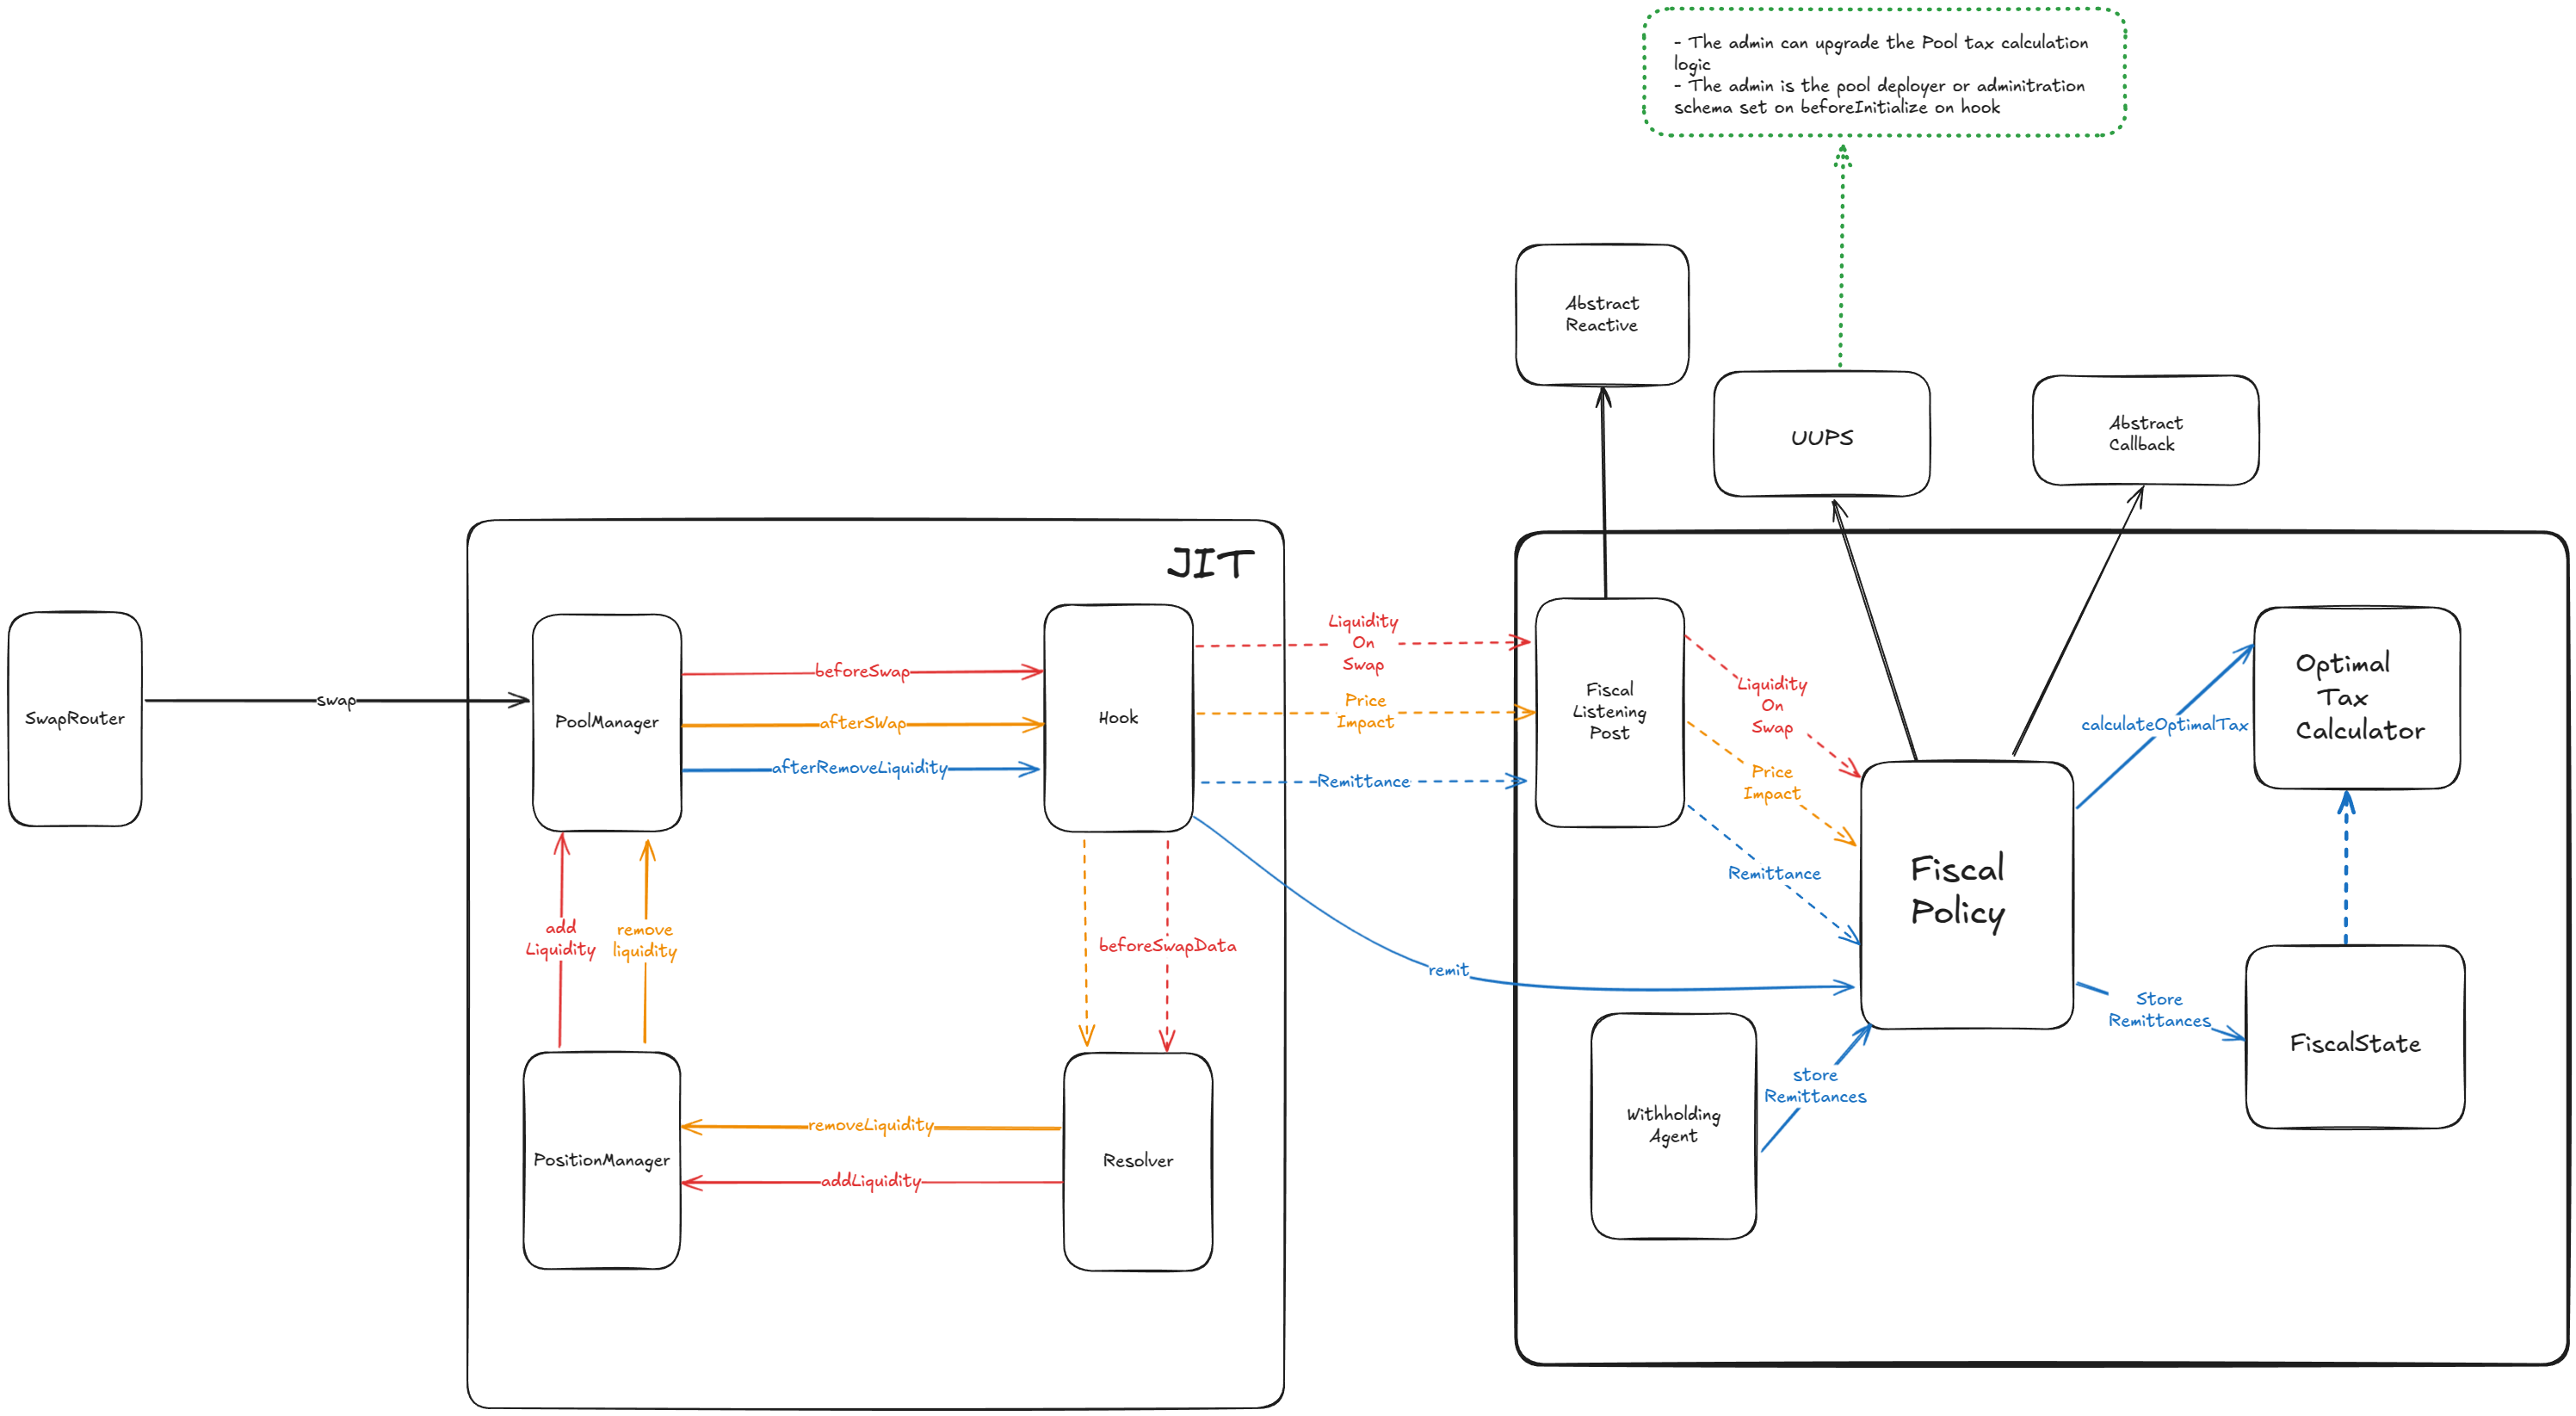 - The admin can upgrade the Pool tax calculation
logic
- The admin is the pool deployer or adminitration
schema set on beforeInitialize on hook
Abstract
Reactive
UUPS
Abstract
Callback
JIT
SwapRouter
swap
PoolManager
beforeSwap
afterSWap
afterRemoveLiquidity
Hook
Liquidity
On
Swap
Price
Impact
Remittance
Fiscal
Listening
Post
Liquidity
On
Swap
Price
Impact
Remittance
remit
Fiscal
Policy
calculateOptimalTax
Optimal
Tax
Calculator
add
Liquidity
remove
liquidity
beforeSwapData
PositionManager
removeLiquidity
addLiquidity
Resolver
Withholding
Agent
store
Remittances
Store
Remittances
FiscalState